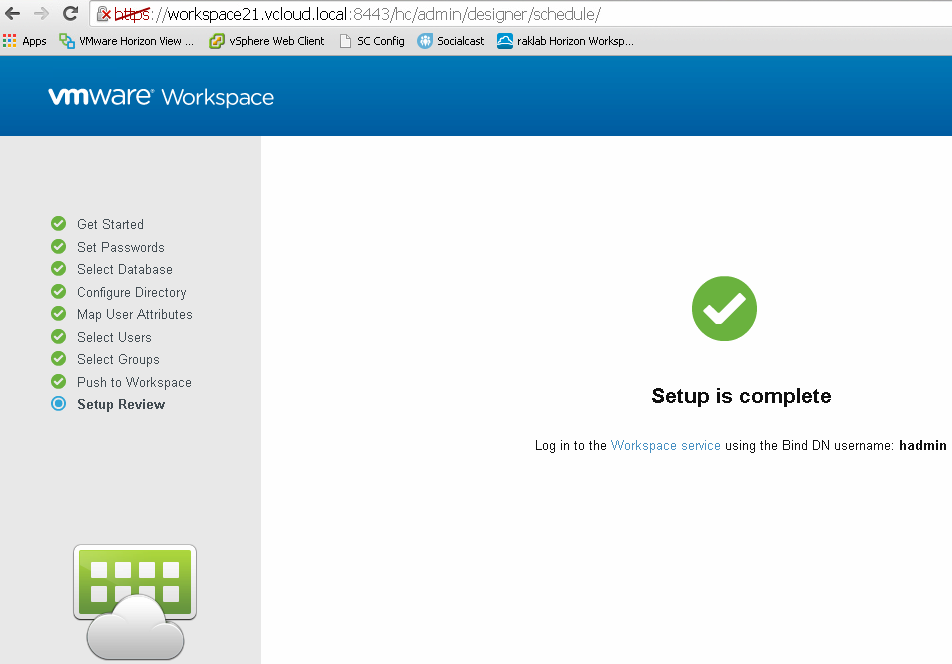 https://workspace21.vcloud.local:8443/hc/admin/designer/schedule/
Apps VMware Horizon View ... vSphere Web Client SC Config Socialcast raklab Horizon Worksp...
vmware® Workspace
Get Started
Set Passwords
Select Database
Configure Directory
Map User Attributes
Select Users
Select Groups
Push to Workspace
Setup Review
Setup is complete
Log in to the Workspace service using the Bind DN username: hadmin